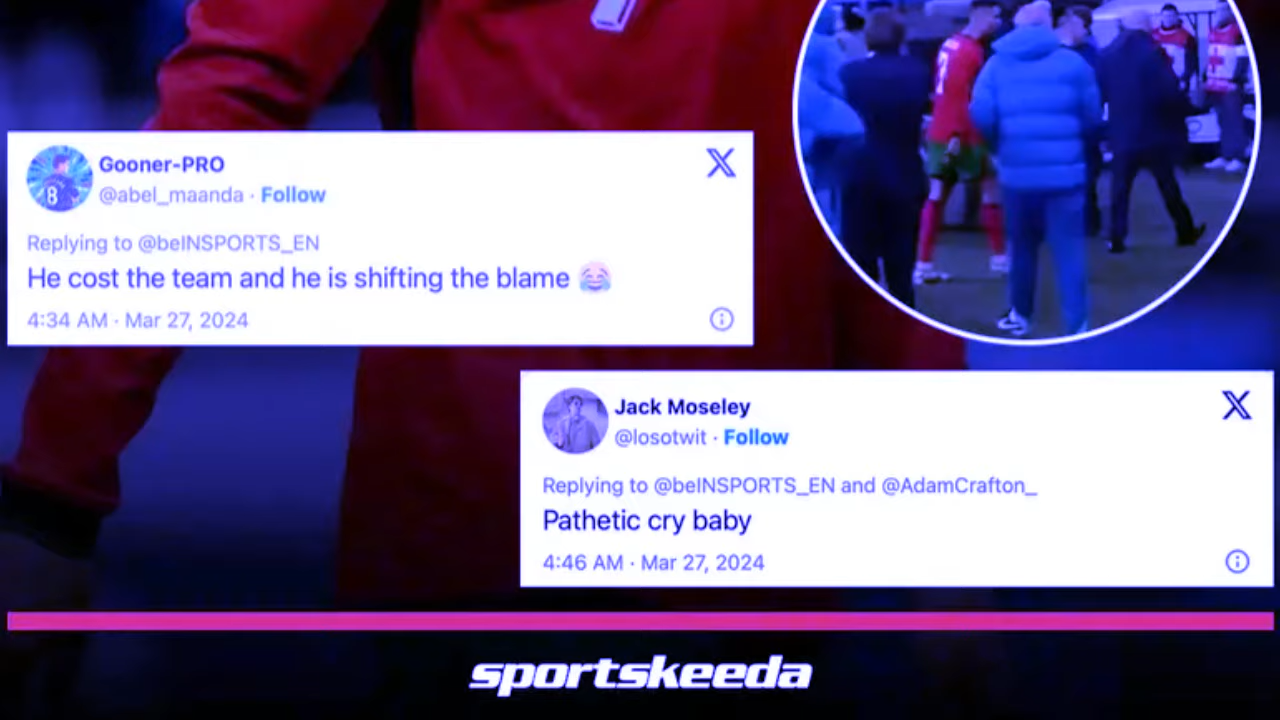 Gooner-PRO
@abel_maanda · Follow
Replying to @beINSPORTS_EN
He cost the team and he is shifting the blame 🤗
4:34 AM · Mar 27, 2024
Jack Moseley
@losotwit · Follow
Replying to @beINSPORTS_EN and @AdamCrafton_
Pathetic cry baby
4:46 AM · Mar 27, 2024
sportskeeda